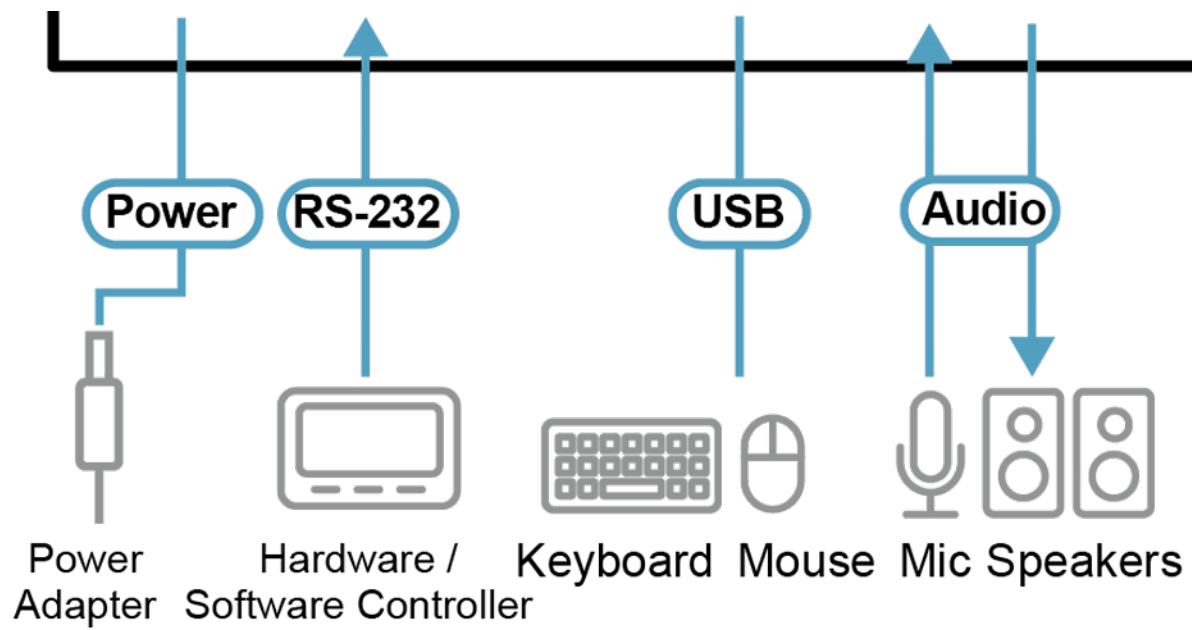 Power
RS-232
USB
Audio
Power
Adapter
Hardware /
Software Controller
Keyboard
Mouse
Mic
Speakers